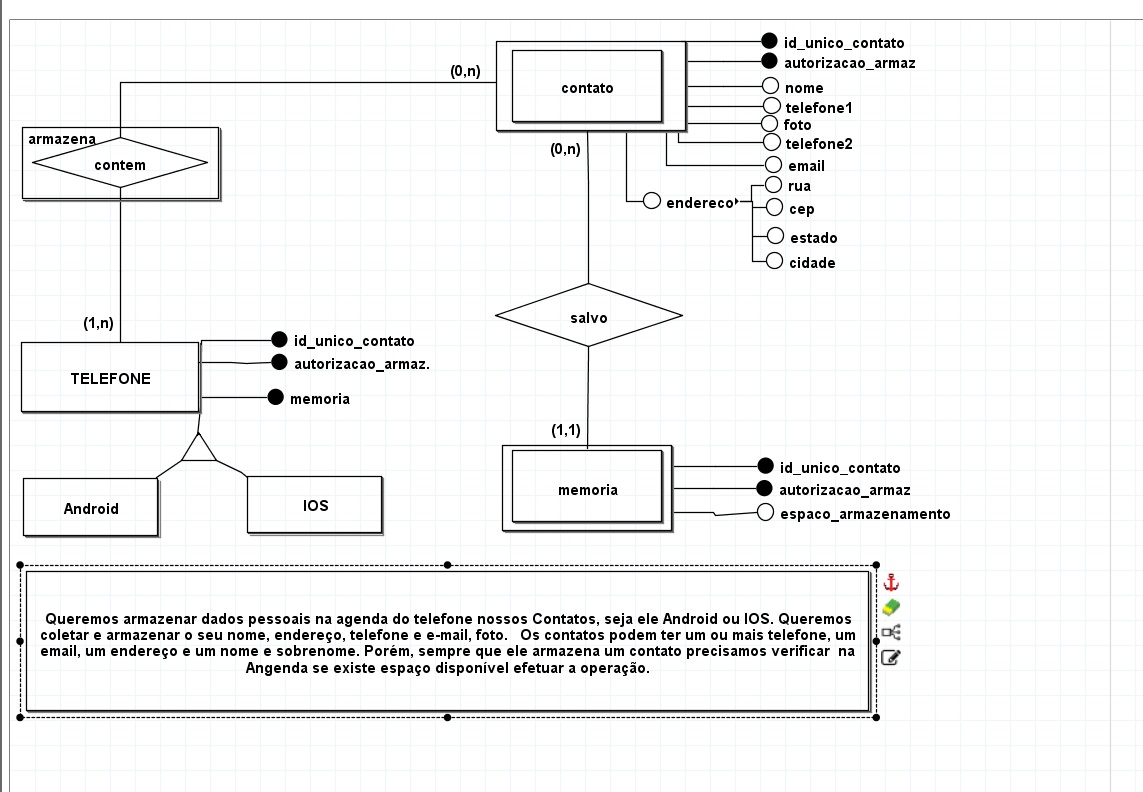 id_unico_contato
autorizacao_armaz
nome
telefone1
foto
telefone2
email
endereco
rua
cep
estado
cidade
contato
(0,n)
(0,n)
armazena
contem
(1,n)
TELEFONE
id_unico_contato
autorizacao_armaz.
memoria
Android
IOS
salvo
(1,1)
memoria
id_unico_contato
autorizacao_armaz
espaco_armazenamento
Queremos armazenar dados pessoais na agenda do telefone nossos Contatos, seja ele Android ou IOS. Queremos
coletar e armazenar o seu nome, endereço, telefone e e-mail, foto. Os contatos podem ter um ou mais telefone, um
email, um endereço e um nome e sobrenome. Porém, sempre que ele armazena um contato precisamos verificar na
Angenda se existe espaço disponível efetuar a operação.